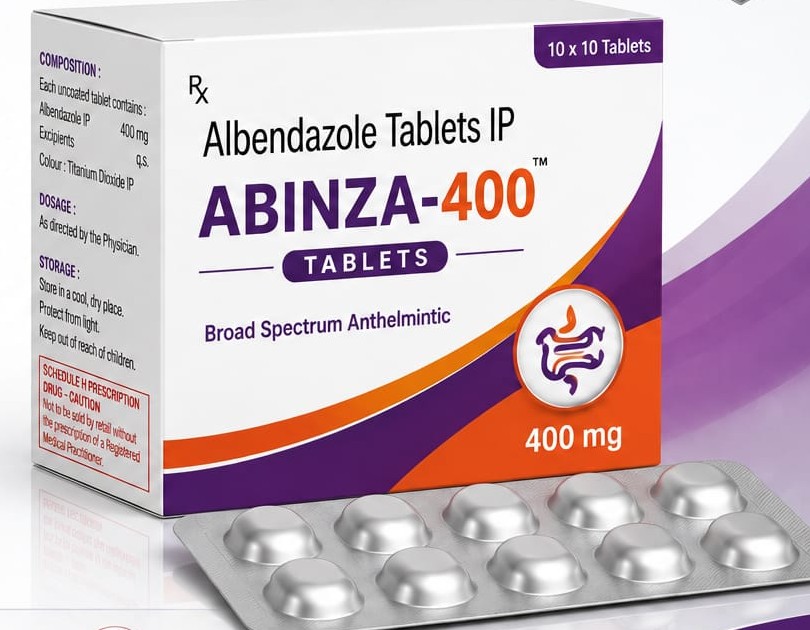 10 x 10 Tablets
Rx
Albendazole Tablets IP
ABINZA-400™
TABLETS
Broad Spectrum Anthelmintic
400 mg
COMPOSITION :
Each uncoated tablet contains :
Albendazole IP 400 mg
Excipients q.s.
Colour : Titanium Dioxide IP
DOSAGE :
As directed by the Physician.
STORAGE :
Store in a cool, dry place.
Protect from light.
Keep out of reach of children.
SCHEDULE H PRESCRIPTION
DRUG - CAUTION
Not to be sold by retail without
the prescription of a Registered
Medical Practitioner.